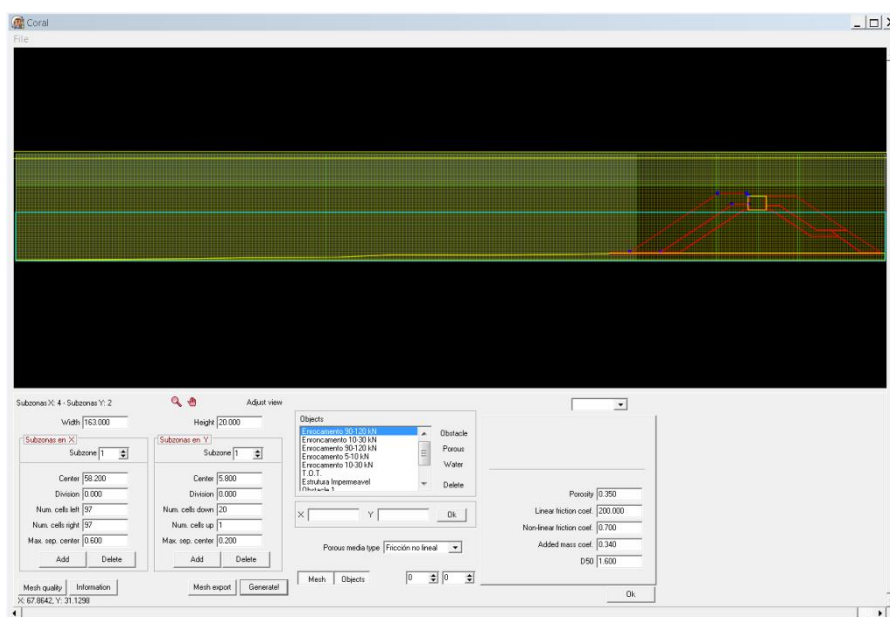 Coral
File
Subzonas X: 4 - Subzonas Y: 2
Adjust view
Width 163.000
Height 20.000
Subzonas en X
Subzone 1
Center 58.200
Division 0.000
Num. cells left 97
Num. cells right 97
Max. sep. center 0.600
Add Delete
Subzonas en Y
Subzone 1
Center 5.800
Division 0.000
Num. cells down 20
Num. cells up 1
Max. sep. center 0.200
Add Delete
Mesh quality Information
Mesh export Generate!
X: 67.8642, Y: 31.1298
Objects
Enrocamento 90-120 kN
Enroncamento 10-30 kN
Enrocamento 90-120 kN
Enrocamento 5-10 kN
Enrocamento 10-30 kN
T.O.T.
Estrutura Impermeavel
Obstacle 1
Obstacle
Porous
Water
Delete
X Y Ok
Porous media type Fricción no lineal
Mesh Objects 0 0
Porosity 0.350
Linear friction coef. 200.000
Non-linear friction coef. 0.700
Added mass coef. 0.340
D50 1.600
Ok